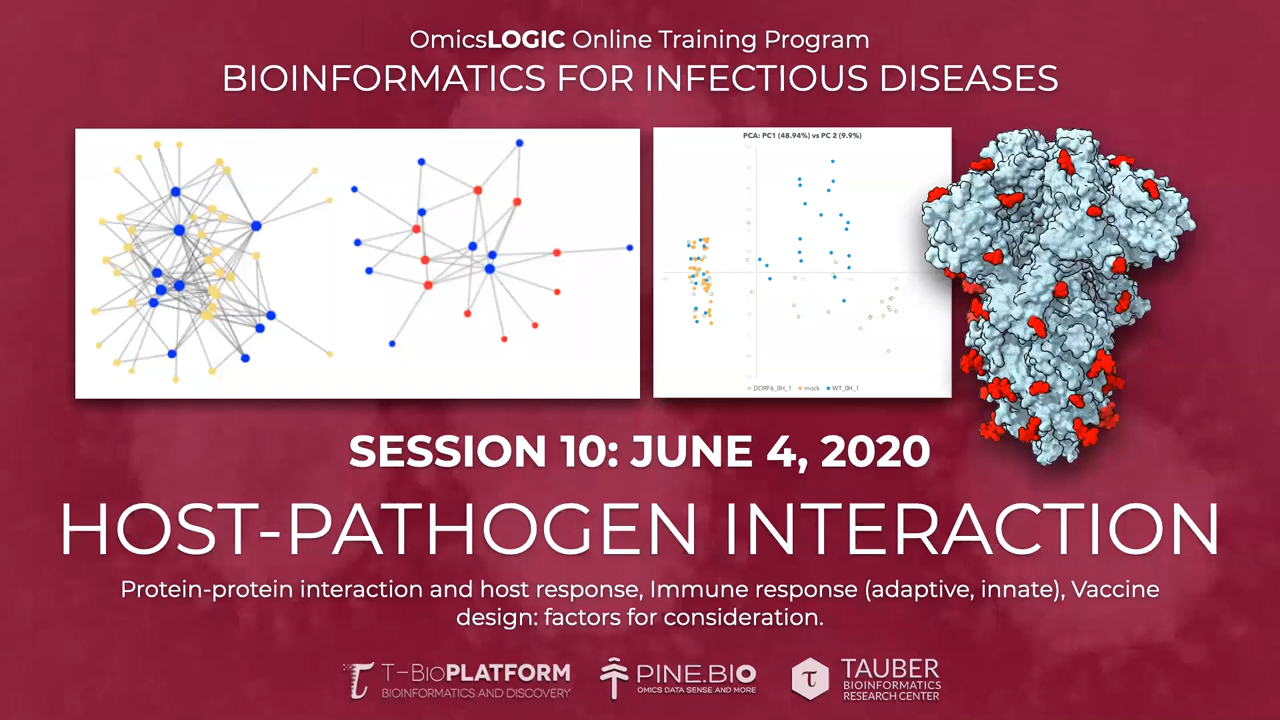 OmicsLOGIC Online Training Program
BIOINFORMATICS FOR INFECTIOUS DISEASES
PCA: PC1 (48.94%) vs PC 2 (9.9%)
DORF6_0H_1 mock WT_0H_1
SESSION 10: JUNE 4, 2020
HOST-PATHOGEN INTERACTION
Protein-protein interaction and host response, Immune response (adaptive, innate), Vaccine
design: factors for consideration.
T-BioPLATFORM
BIOINFORMATICS AND DISCOVERY
PINE.BIO
OMICS DATA SENSE AND MORE
TAUBER
BIOINFORMATICS
RESEARCH CENTER